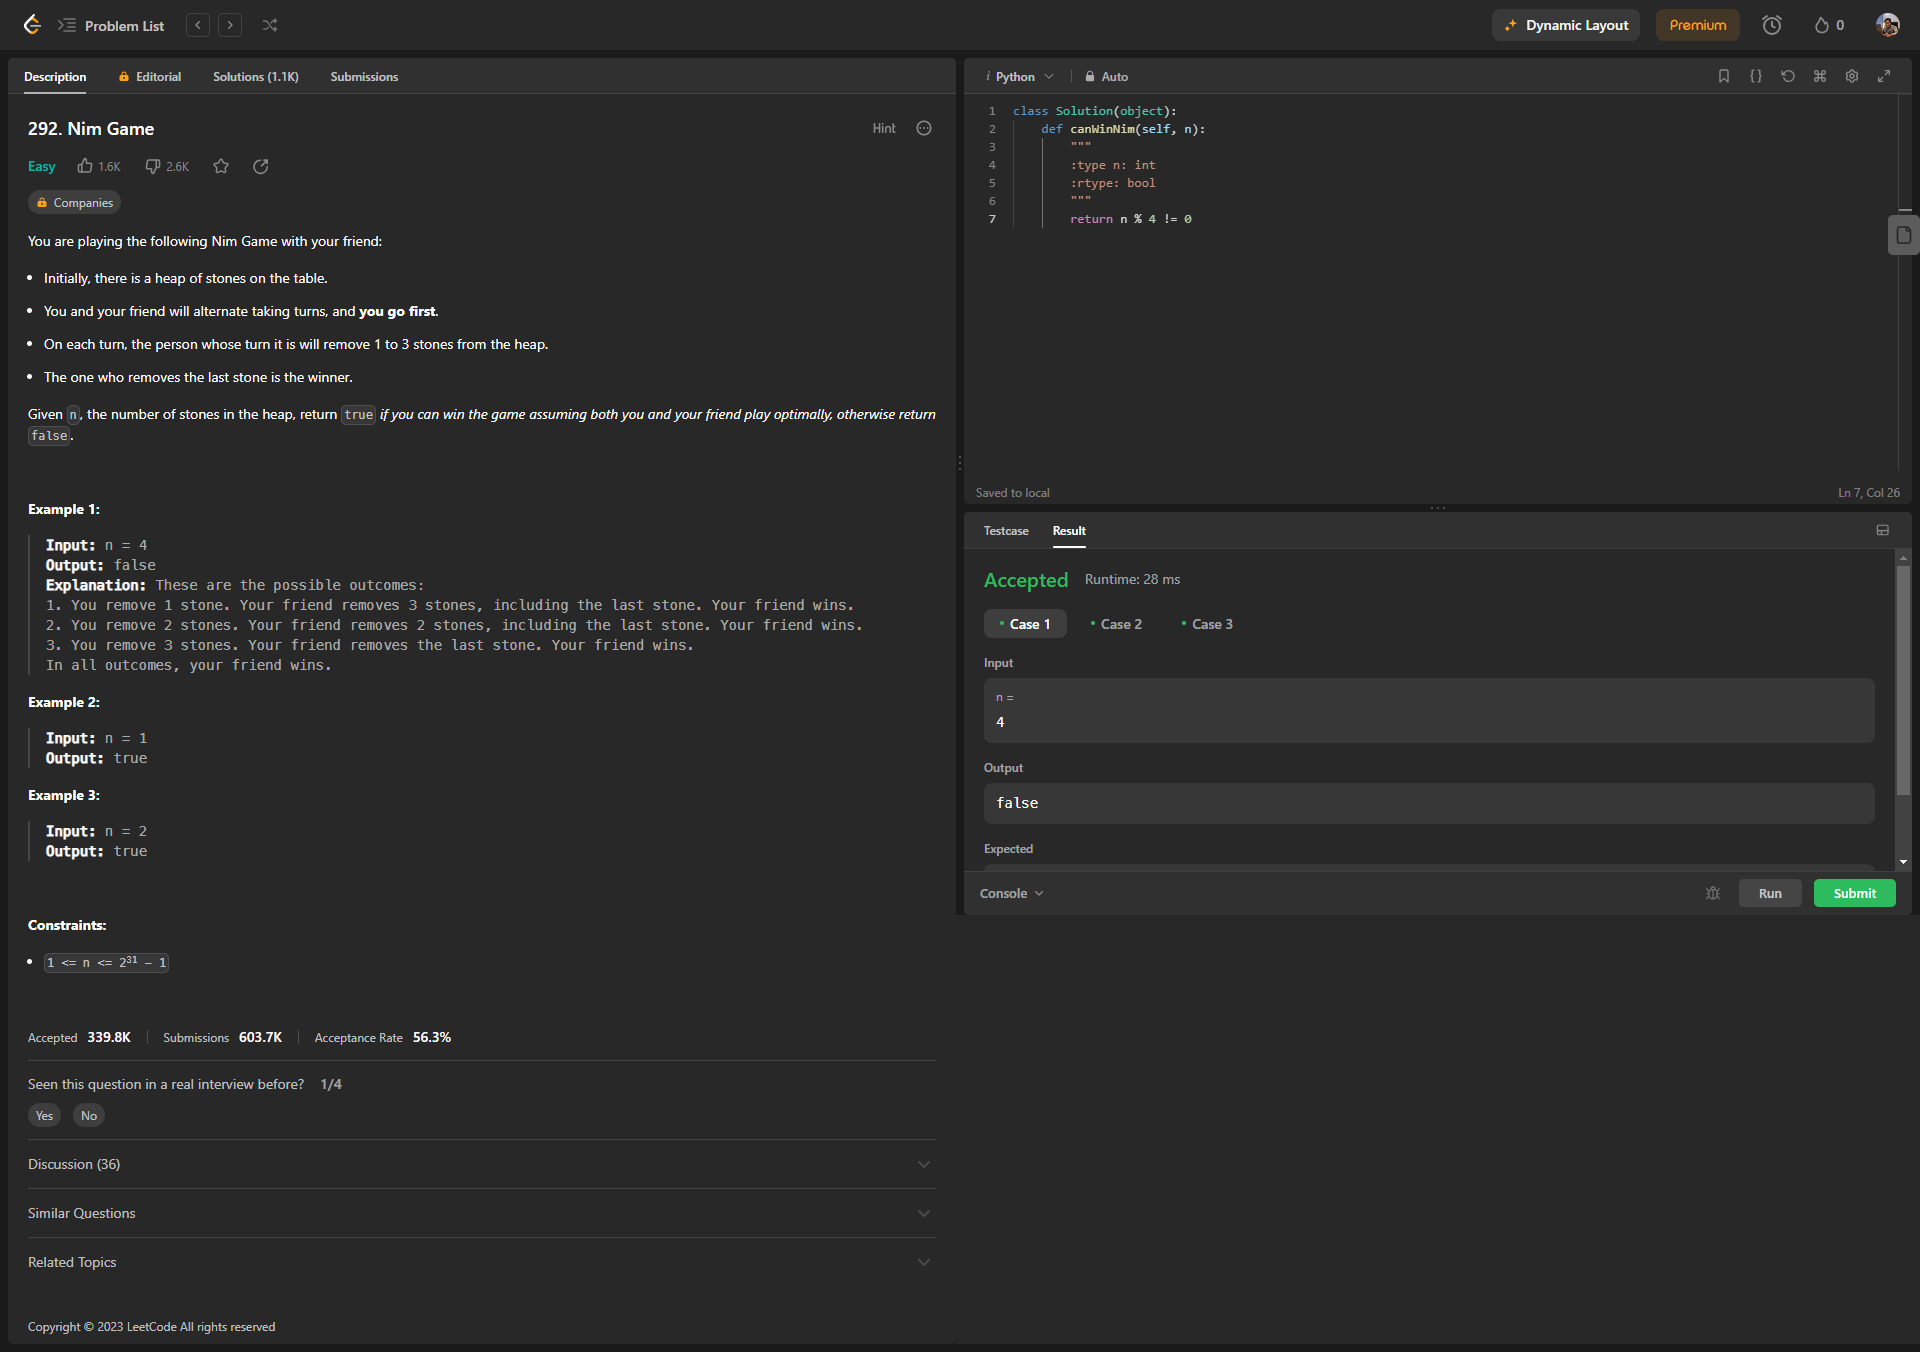 Problem List
Dynamic Layout
Premium
0
Description
Editorial
Solutions (1.1K)
Submissions
292. Nim Game
Hint
Easy
1.6K
2.6K
Companies
You are playing the following Nim Game with your friend:
• Initially, there is a heap of stones on the table.
• You and your friend will alternate taking turns, and you go first.
• On each turn, the person whose turn it is will remove 1 to 3 stones from the heap.
• The one who removes the last stone is the winner.
Given n, the number of stones in the heap, return true if you can win the game assuming both you and your friend play optimally, otherwise return
false.
Example 1:
Input: n = 4
Output: false
Explanation: These are the possible outcomes:
1. You remove 1 stone. Your friend removes 3 stones, including the last stone. Your friend wins.
2. You remove 2 stones. Your friend removes 2 stones, including the last stone. Your friend wins.
3. You remove 3 stones. Your friend removes the last stone. Your friend wins.
In all outcomes, your friend wins.
Example 2:
Input: n = 1
Output: true
Example 3:
Input: n = 2
Output: true
Constraints:
• 1 <= n <= 2³¹ - 1
Accepted 339.8K
Submissions 603.7K
Acceptance Rate 56.3%
Seen this question in a real interview before? 1/4
Yes
No
Discussion (36)
Similar Questions
Related Topics
Copyright © 2023 LeetCode All rights reserved
i Python
Auto
1 class Solution(object):
2 def canWinNim(self, n):
3 """
4 :type n: int
5 :rtype: bool
6 """
7 return n % 4 != 0
Saved to local
Ln 7, Col 26
Testcase
Result
Accepted
Runtime: 28 ms
• Case 1
• Case 2
• Case 3
Input
n =
4
Output
false
Expected
Console
Run
Submit